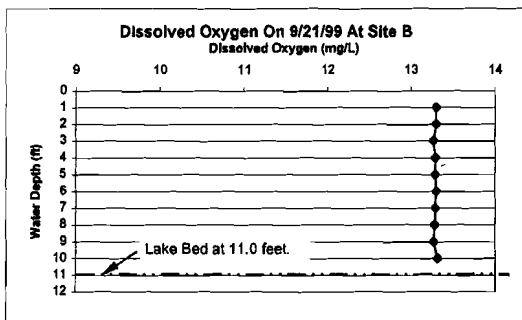 Dissolved Oxygen On 9/21/99 At Site B
Dissolved Oxygen (mg/L)
9 10 11 12 13 14
Water Depth (ft)
0
1
2
3
4
5
6
7
8
9
10
11
12
Lake Bed at 11.0 feet.